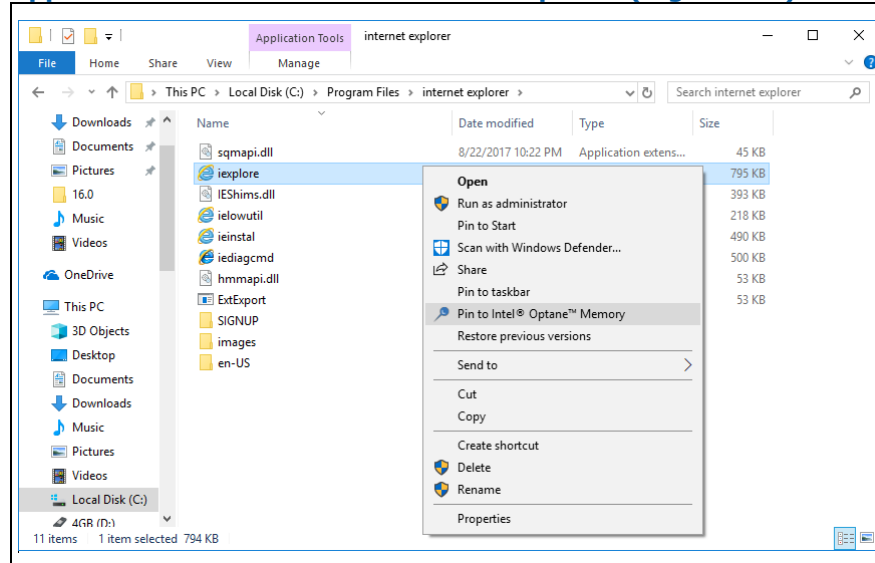 Application Tools internet explorer
File Home Share View Manage
This PC > Local Disk (C:) > Program Files > internet explorer > Search internet explorer
Name Date modified Type Size
Downloads
Documents
Pictures
16.0
Music
Videos
OneDrive
This PC
3D Objects
Desktop
Documents
Downloads
Music
Pictures
Videos
Local Disk (C:)
4GB (D:)
sqmapi.dll 8/22/2017 10:22 PM Application extens... 45 KB
iexplore 795 KB
IEShims.dll 393 KB
ielowutil 218 KB
ieinstal 490 KB
iediagcmd 500 KB
hmmapi.dll 53 KB
ExtExport 53 KB
SIGNUP
images
en-US
Open
Run as administrator
Pin to Start
Scan with Windows Defender...
Share
Pin to taskbar
Pin to Intel® Optane™ Memory
Restore previous versions
Send to
Cut
Copy
Create shortcut
Delete
Rename
Properties
11 items 1 item selected 794 KB